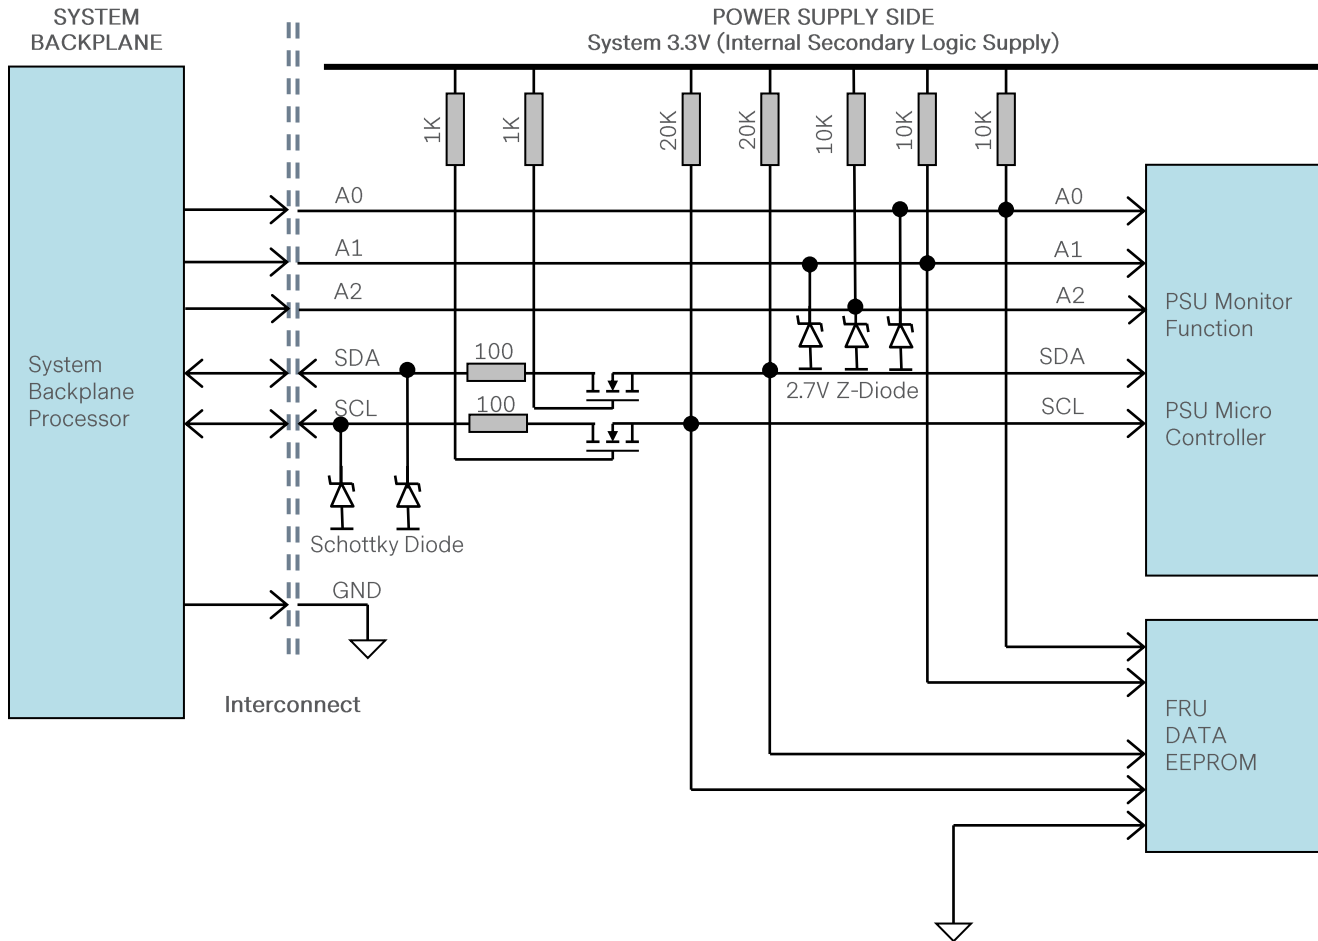 SYSTEM
BACKPLANE
POWER SUPPLY SIDE
System 3.3V (Internal Secondary Logic Supply)
1K
1K
20K
20K
10K
10K
10K
A0
A0
A1
A1
A2
A2
SDA
100
SDA
2.7V Z-Diode
SCL
100
SCL
System
Backplane
Processor
PSU Monitor
Function
PSU Micro
Controller
Schottky Diode
GND
Interconnect
FRU
DATA
EEPROM